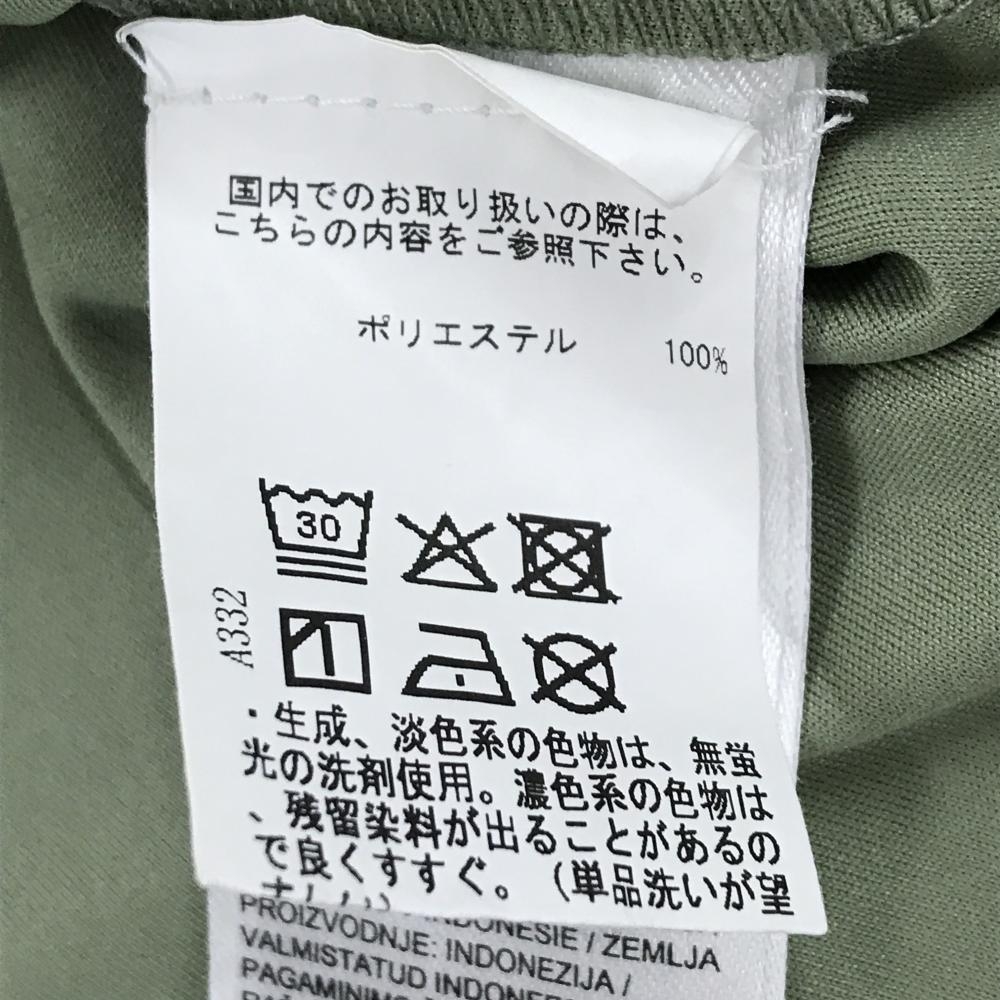 国内でのお取り扱いの際は、
こちらの内容をご参照下さい。
ポリエステル 100%
30
A332
・生成、淡色系の色物は、無蛍
光の洗剤使用。濃色系の色物は
、残留染料が出ることがあるの
で良くすすぐ。（単品洗いが望
PROIZVODNJE: INDONESIE / ZEMLJA
VALMISTATUD INDONEZIJA /